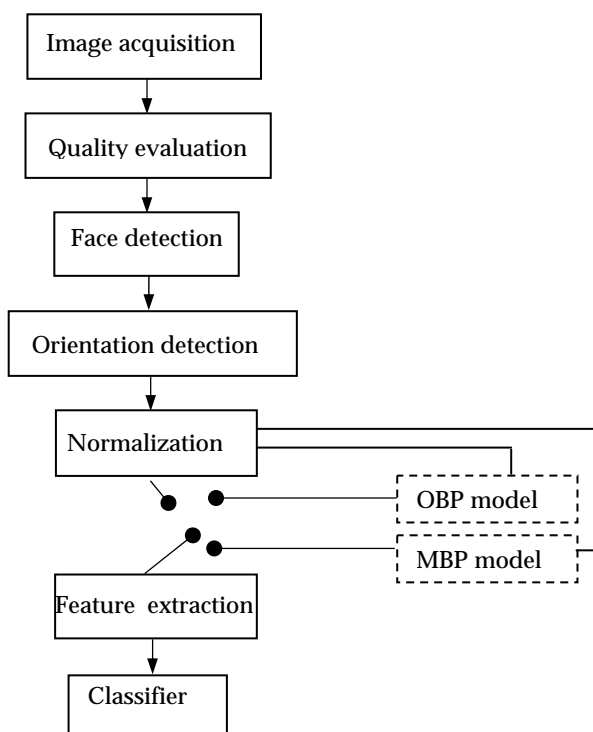 Image acquisition
Quality evaluation
Face detection
Orientation detection
Normalization
OBP model
MBP model
Feature extraction
Classifier